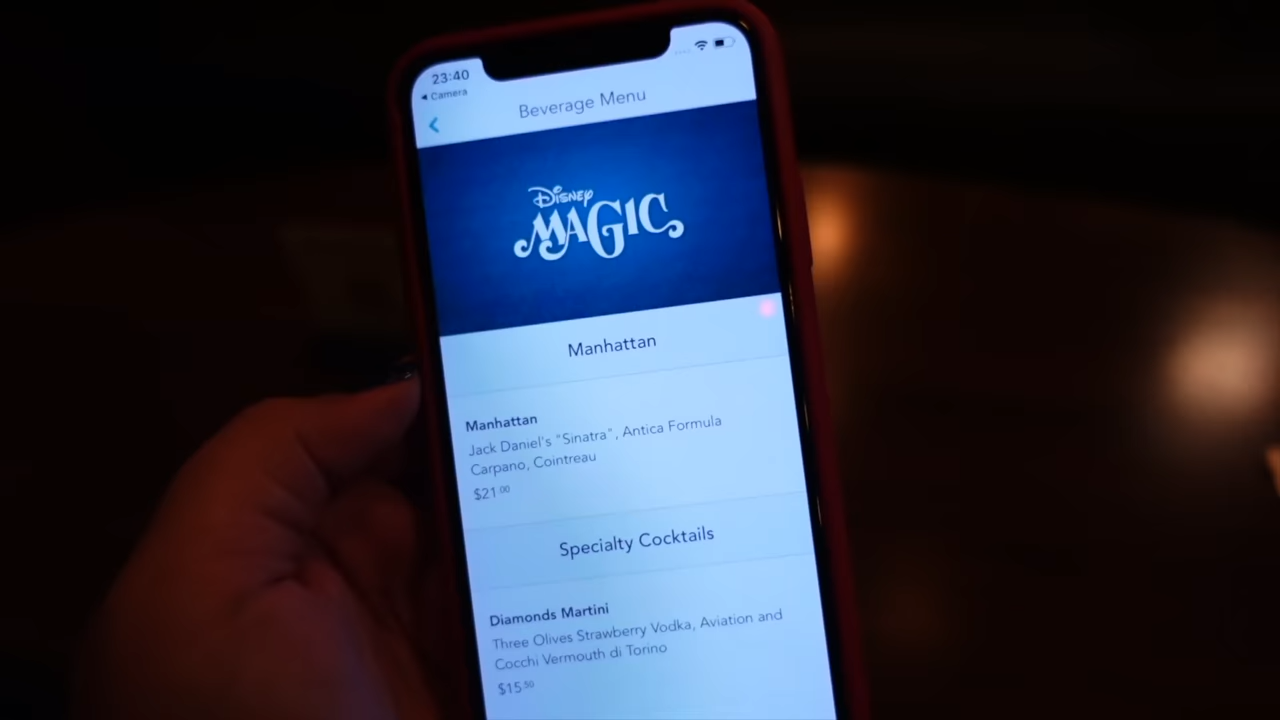 23:40
◀ Camera
Beverage Menu
Disney
MAGIC
Manhattan
Manhattan
Jack Daniel's "Sinatra", Antica Formula
Carpano, Cointreau
$21.00
Specialty Cocktails
Diamonds Martini
Three Olives Strawberry Vodka, Aviation and
Cocchi Vermouth di Torino
$15.50